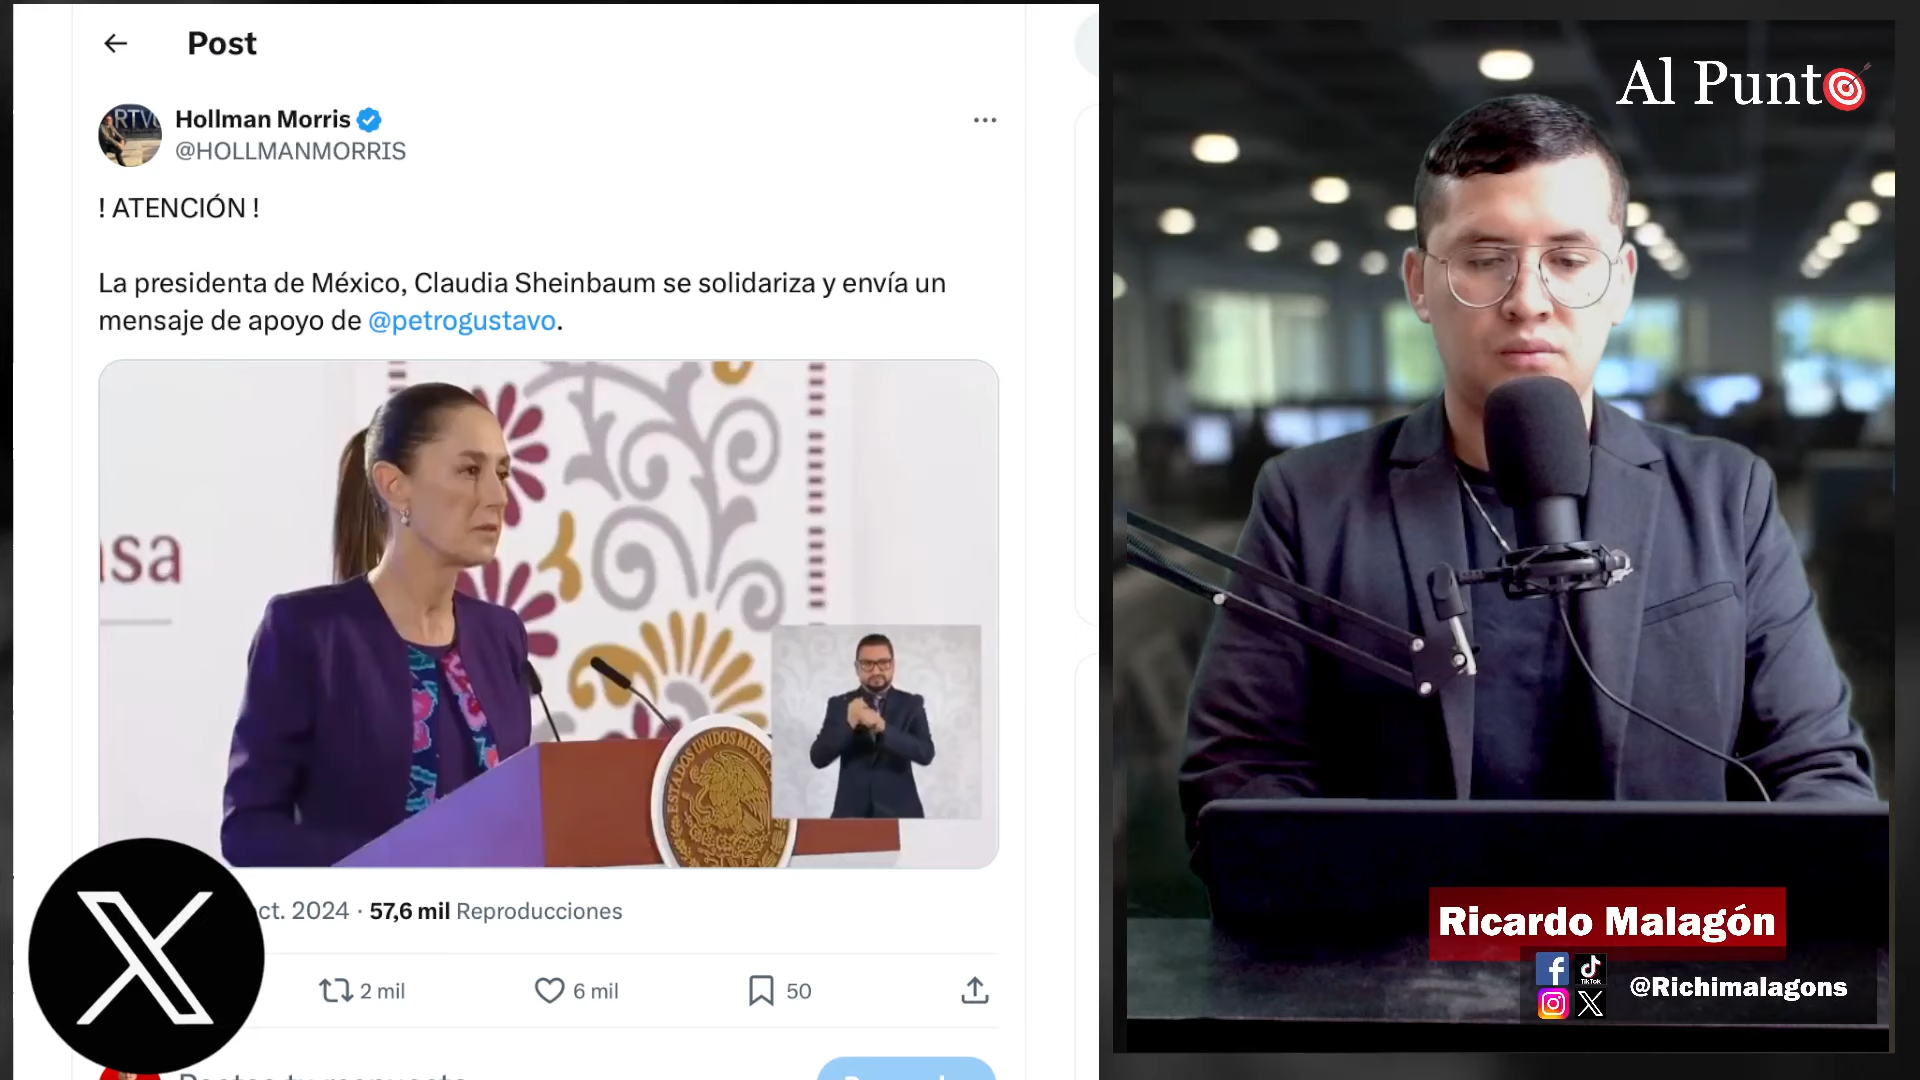 Post
Hollman Morris
@HOLLMANMORRIS
! ATENCIÓN !
La presidenta de México, Claudia Sheinbaum se solidariza y envía un
mensaje de apoyo de @petrogustavo.
ESTADOS UNIDOS MEXI
ct. 2024 · 57,6 mil Reproducciones
2 mil
6 mil
50
Al Punto
Ricardo Malagón
TikTok
@Richimalagons